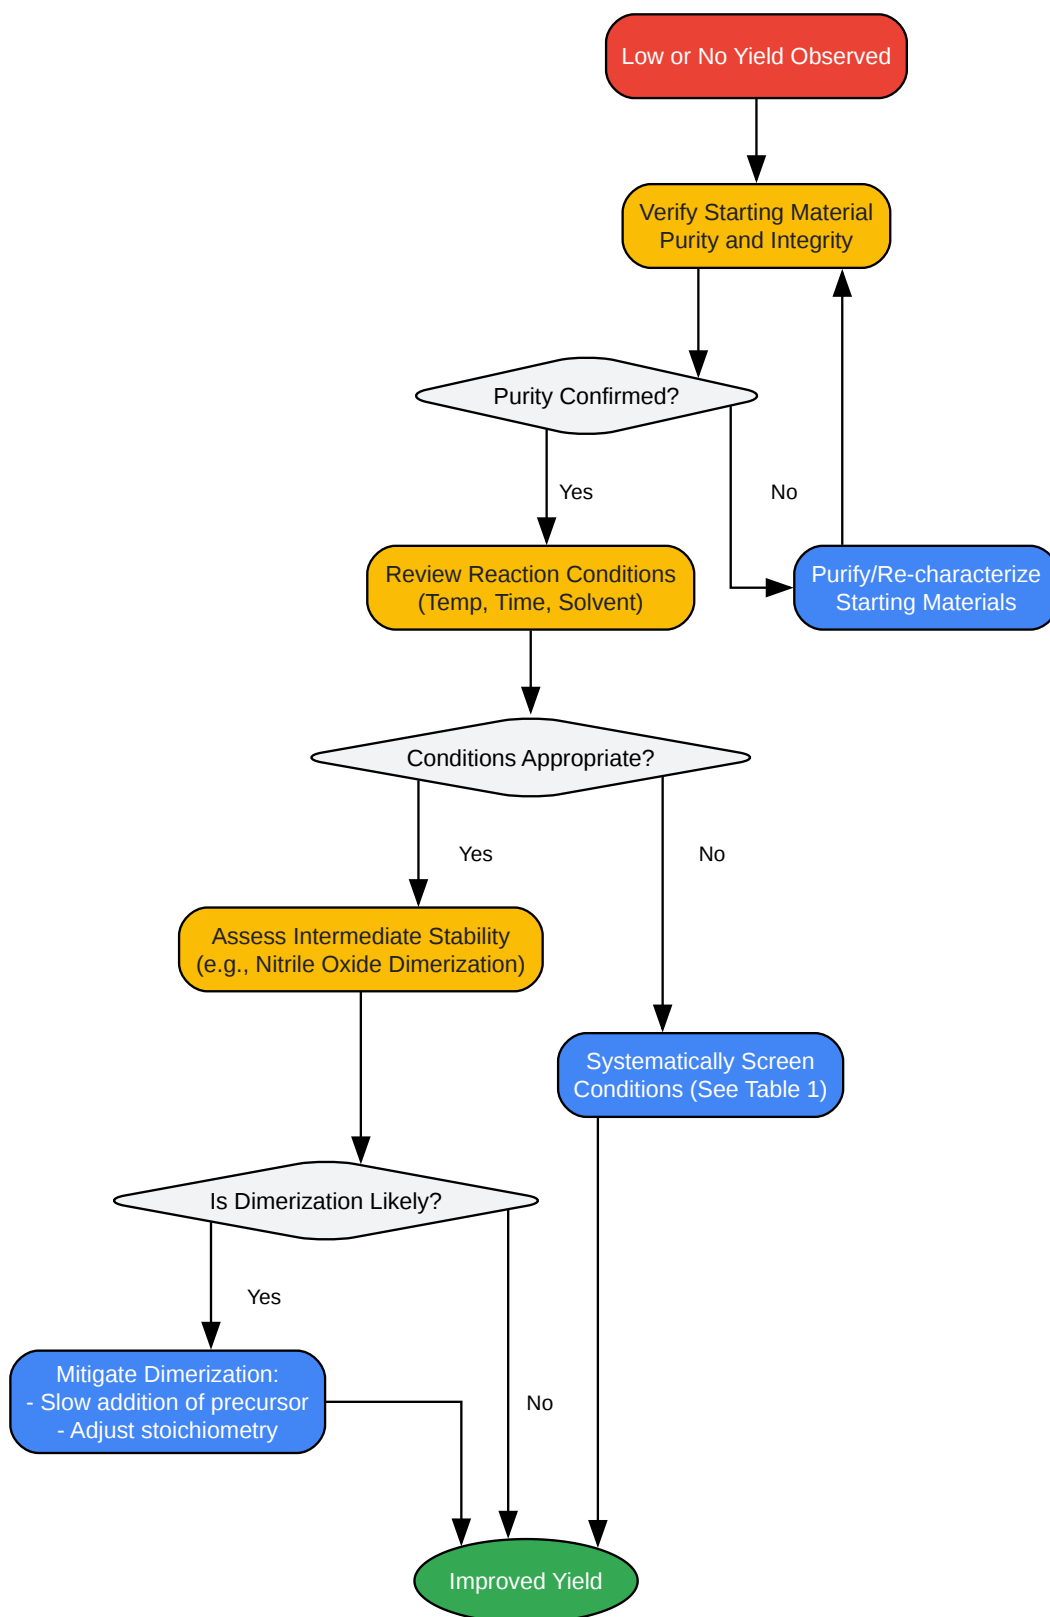 Low or No Yield Observed
Verify Starting Material
Purity and Integrity
Purity Confirmed?
Yes
No
Review Reaction Conditions
(Temp, Time, Solvent)
Purify/Re-characterize
Starting Materials
Conditions Appropriate?
Yes
No
Assess Intermediate Stability
(e.g., Nitrile Oxide Dimerization)
Systematically Screen
Conditions (See Table 1)
Is Dimerization Likely?
Yes
No
Mitigate Dimerization:
- Slow addition of precursor
- Adjust stoichiometry
Improved Yield